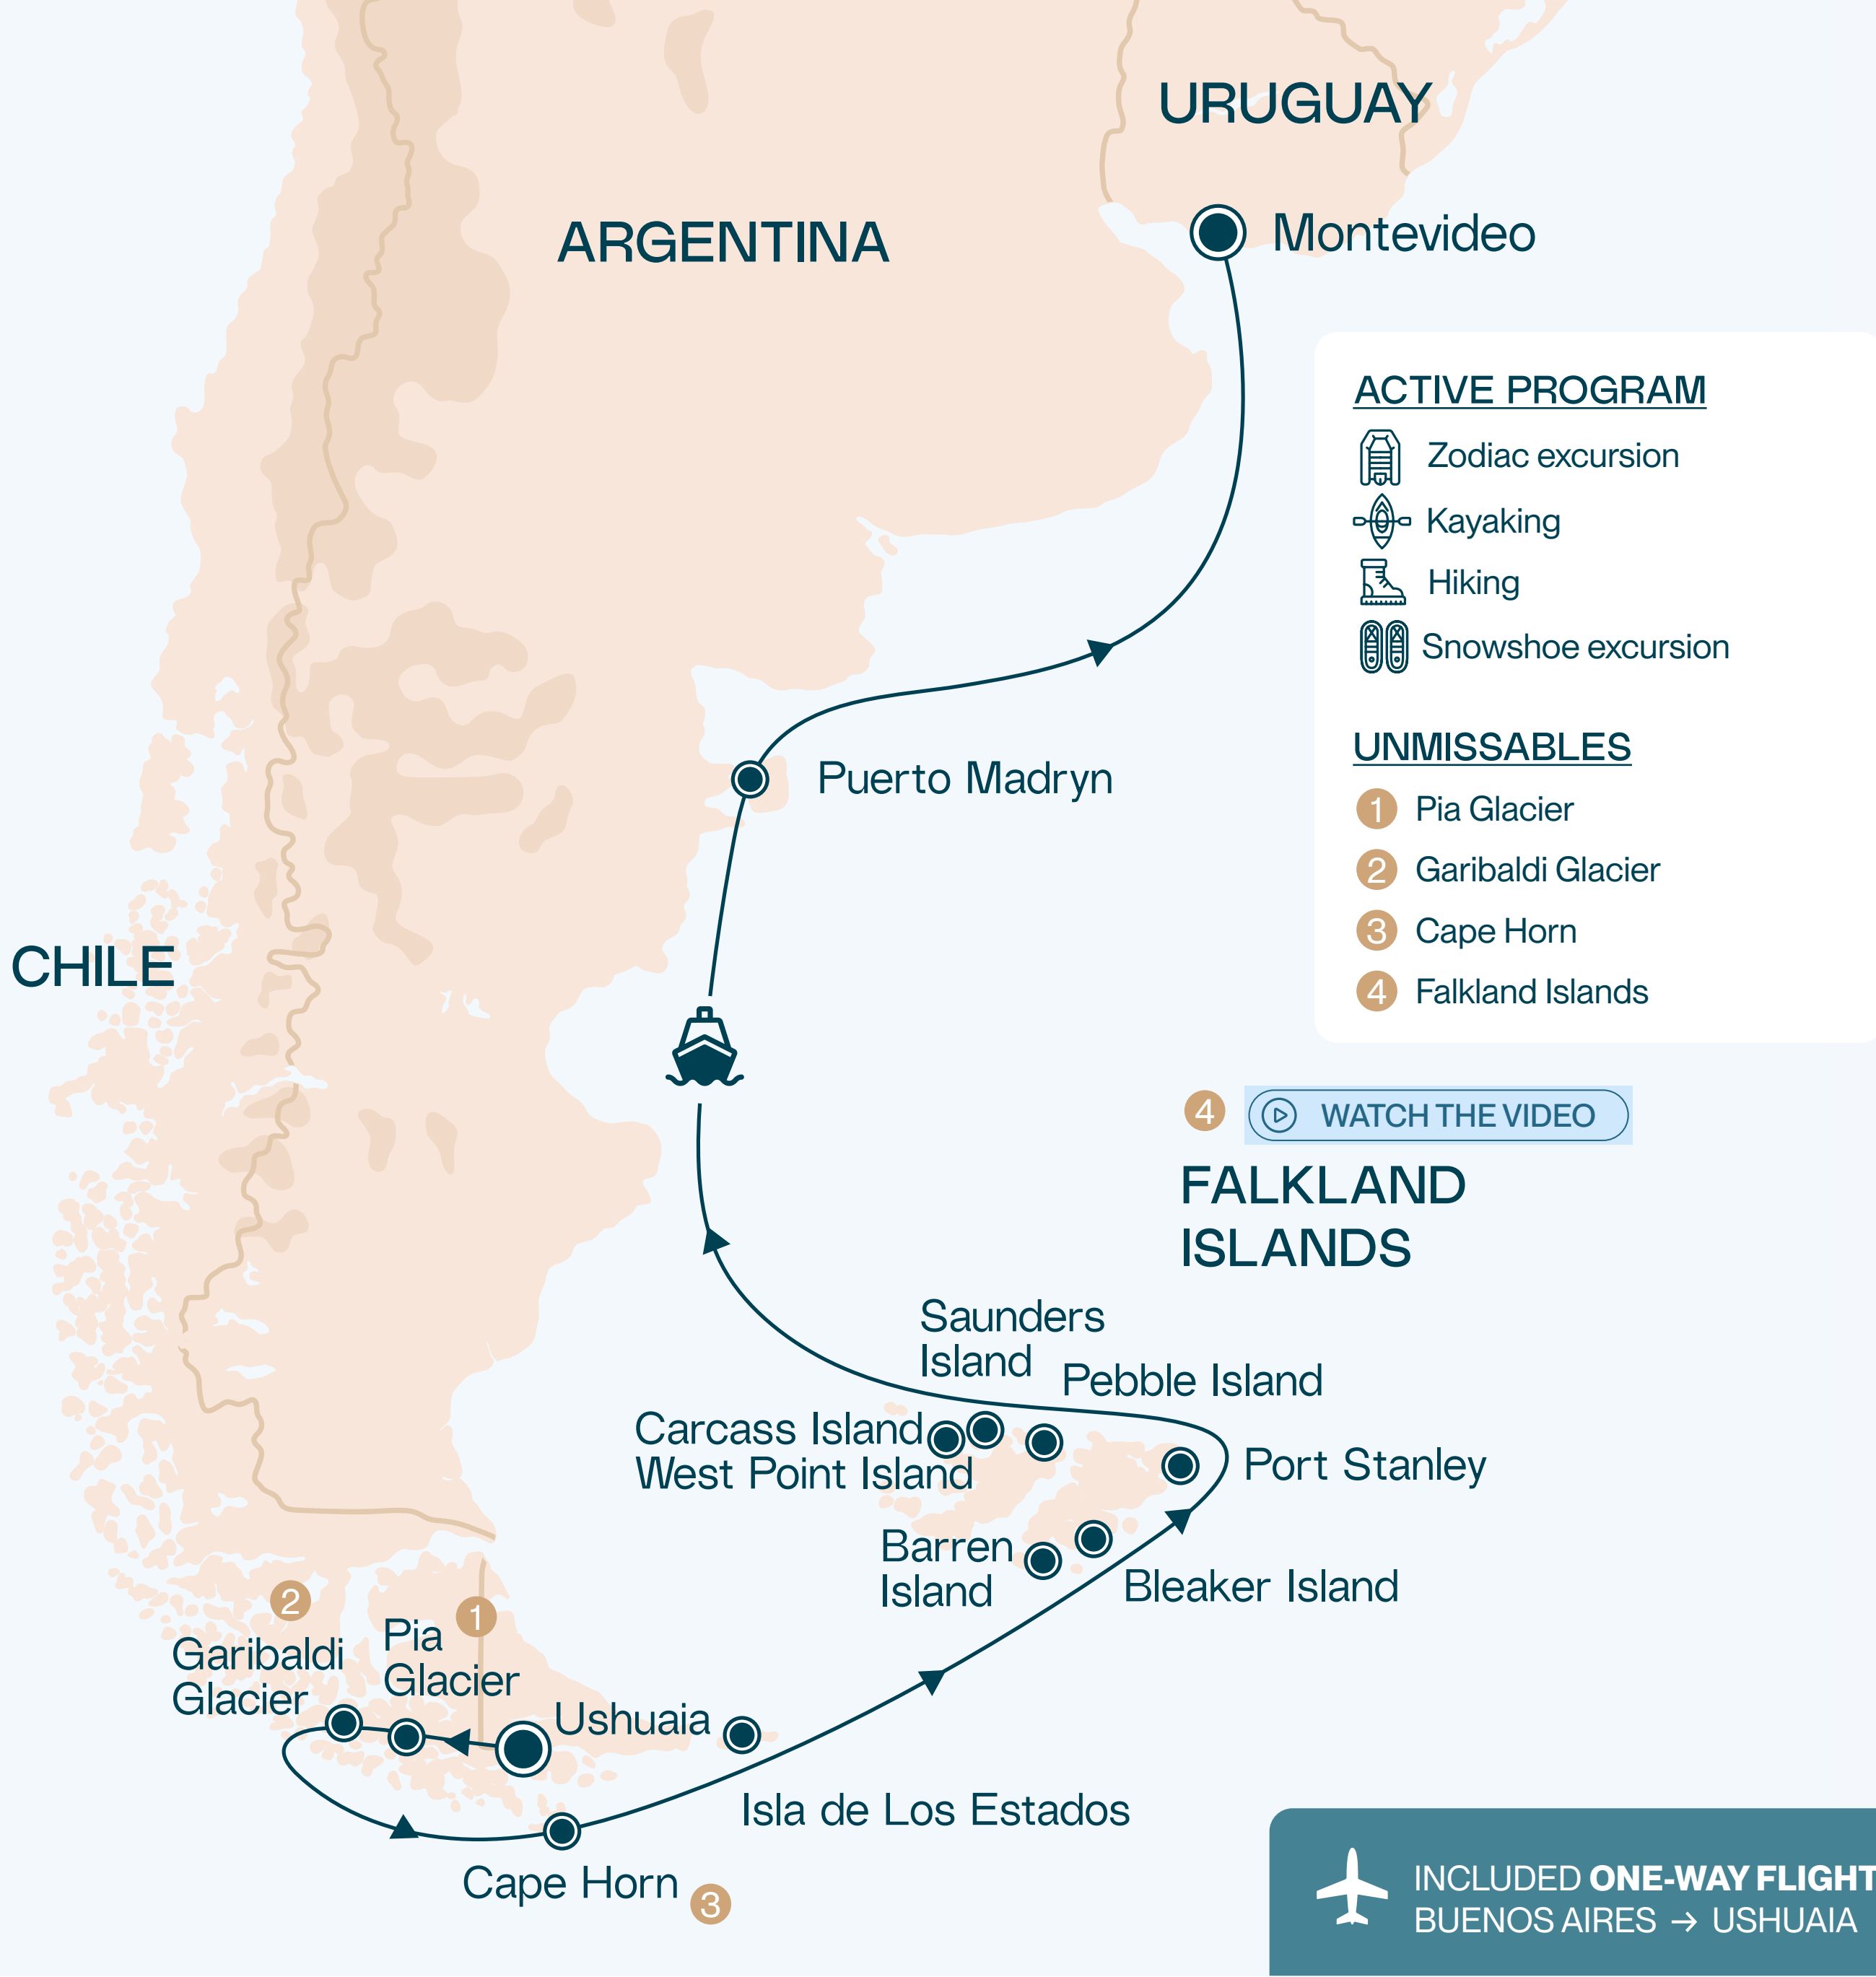 URUGUAY
ARGENTINA
Montevideo
ACTIVE PROGRAM
Zodiac excursion
Kayaking
Hiking
Snowshoe excursion
UNMISSABLES
1 Pia Glacier
2 Garibaldi Glacier
3 Cape Horn
4 Falkland Islands
Puerto Madryn
CHILE
4 WATCH THE VIDEO
FALKLAND
ISLANDS
Saunders
Island
Pebble Island
Carcass Island
West Point Island
Port Stanley
Barren
Island
Bleaker Island
2
Garibaldi
Glacier
1
Pia
Glacier
Ushuaia
Isla de Los Estados
Cape Horn
3
INCLUDED ONE-WAY FLIGHT
BUENOS AIRES → USHUAIA